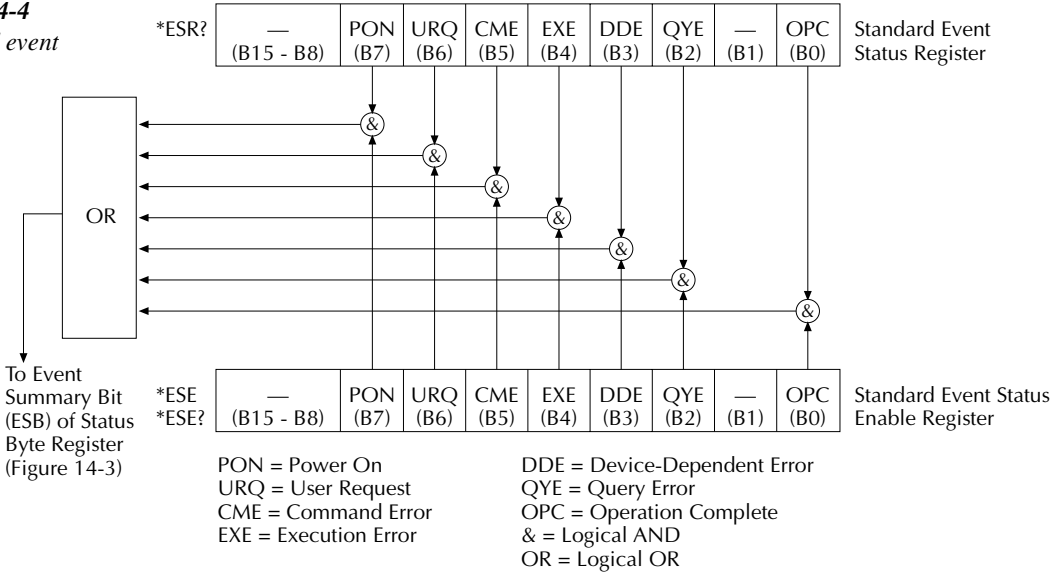 4-4
event
*ESR?
—
(B15 - B8)
PON
(B7)
URQ
(B6)
CME
(B5)
EXE
(B4)
DDE
(B3)
QYE
(B2)
—
(B1)
OPC
(B0)
Standard Event
Status Register
&
&
&
&
&
&
&
OR
To Event
Summary Bit
(ESB) of Status
Byte Register
(Figure 14-3)
*ESE
*ESE?
—
(B15 - B8)
PON
(B7)
URQ
(B6)
CME
(B5)
EXE
(B4)
DDE
(B3)
QYE
(B2)
—
(B1)
OPC
(B0)
Standard Event Status
Enable Register
PON = Power On
URQ = User Request
CME = Command Error
EXE = Execution Error
DDE = Device-Dependent Error
QYE = Query Error
OPC = Operation Complete
& = Logical AND
OR = Logical OR